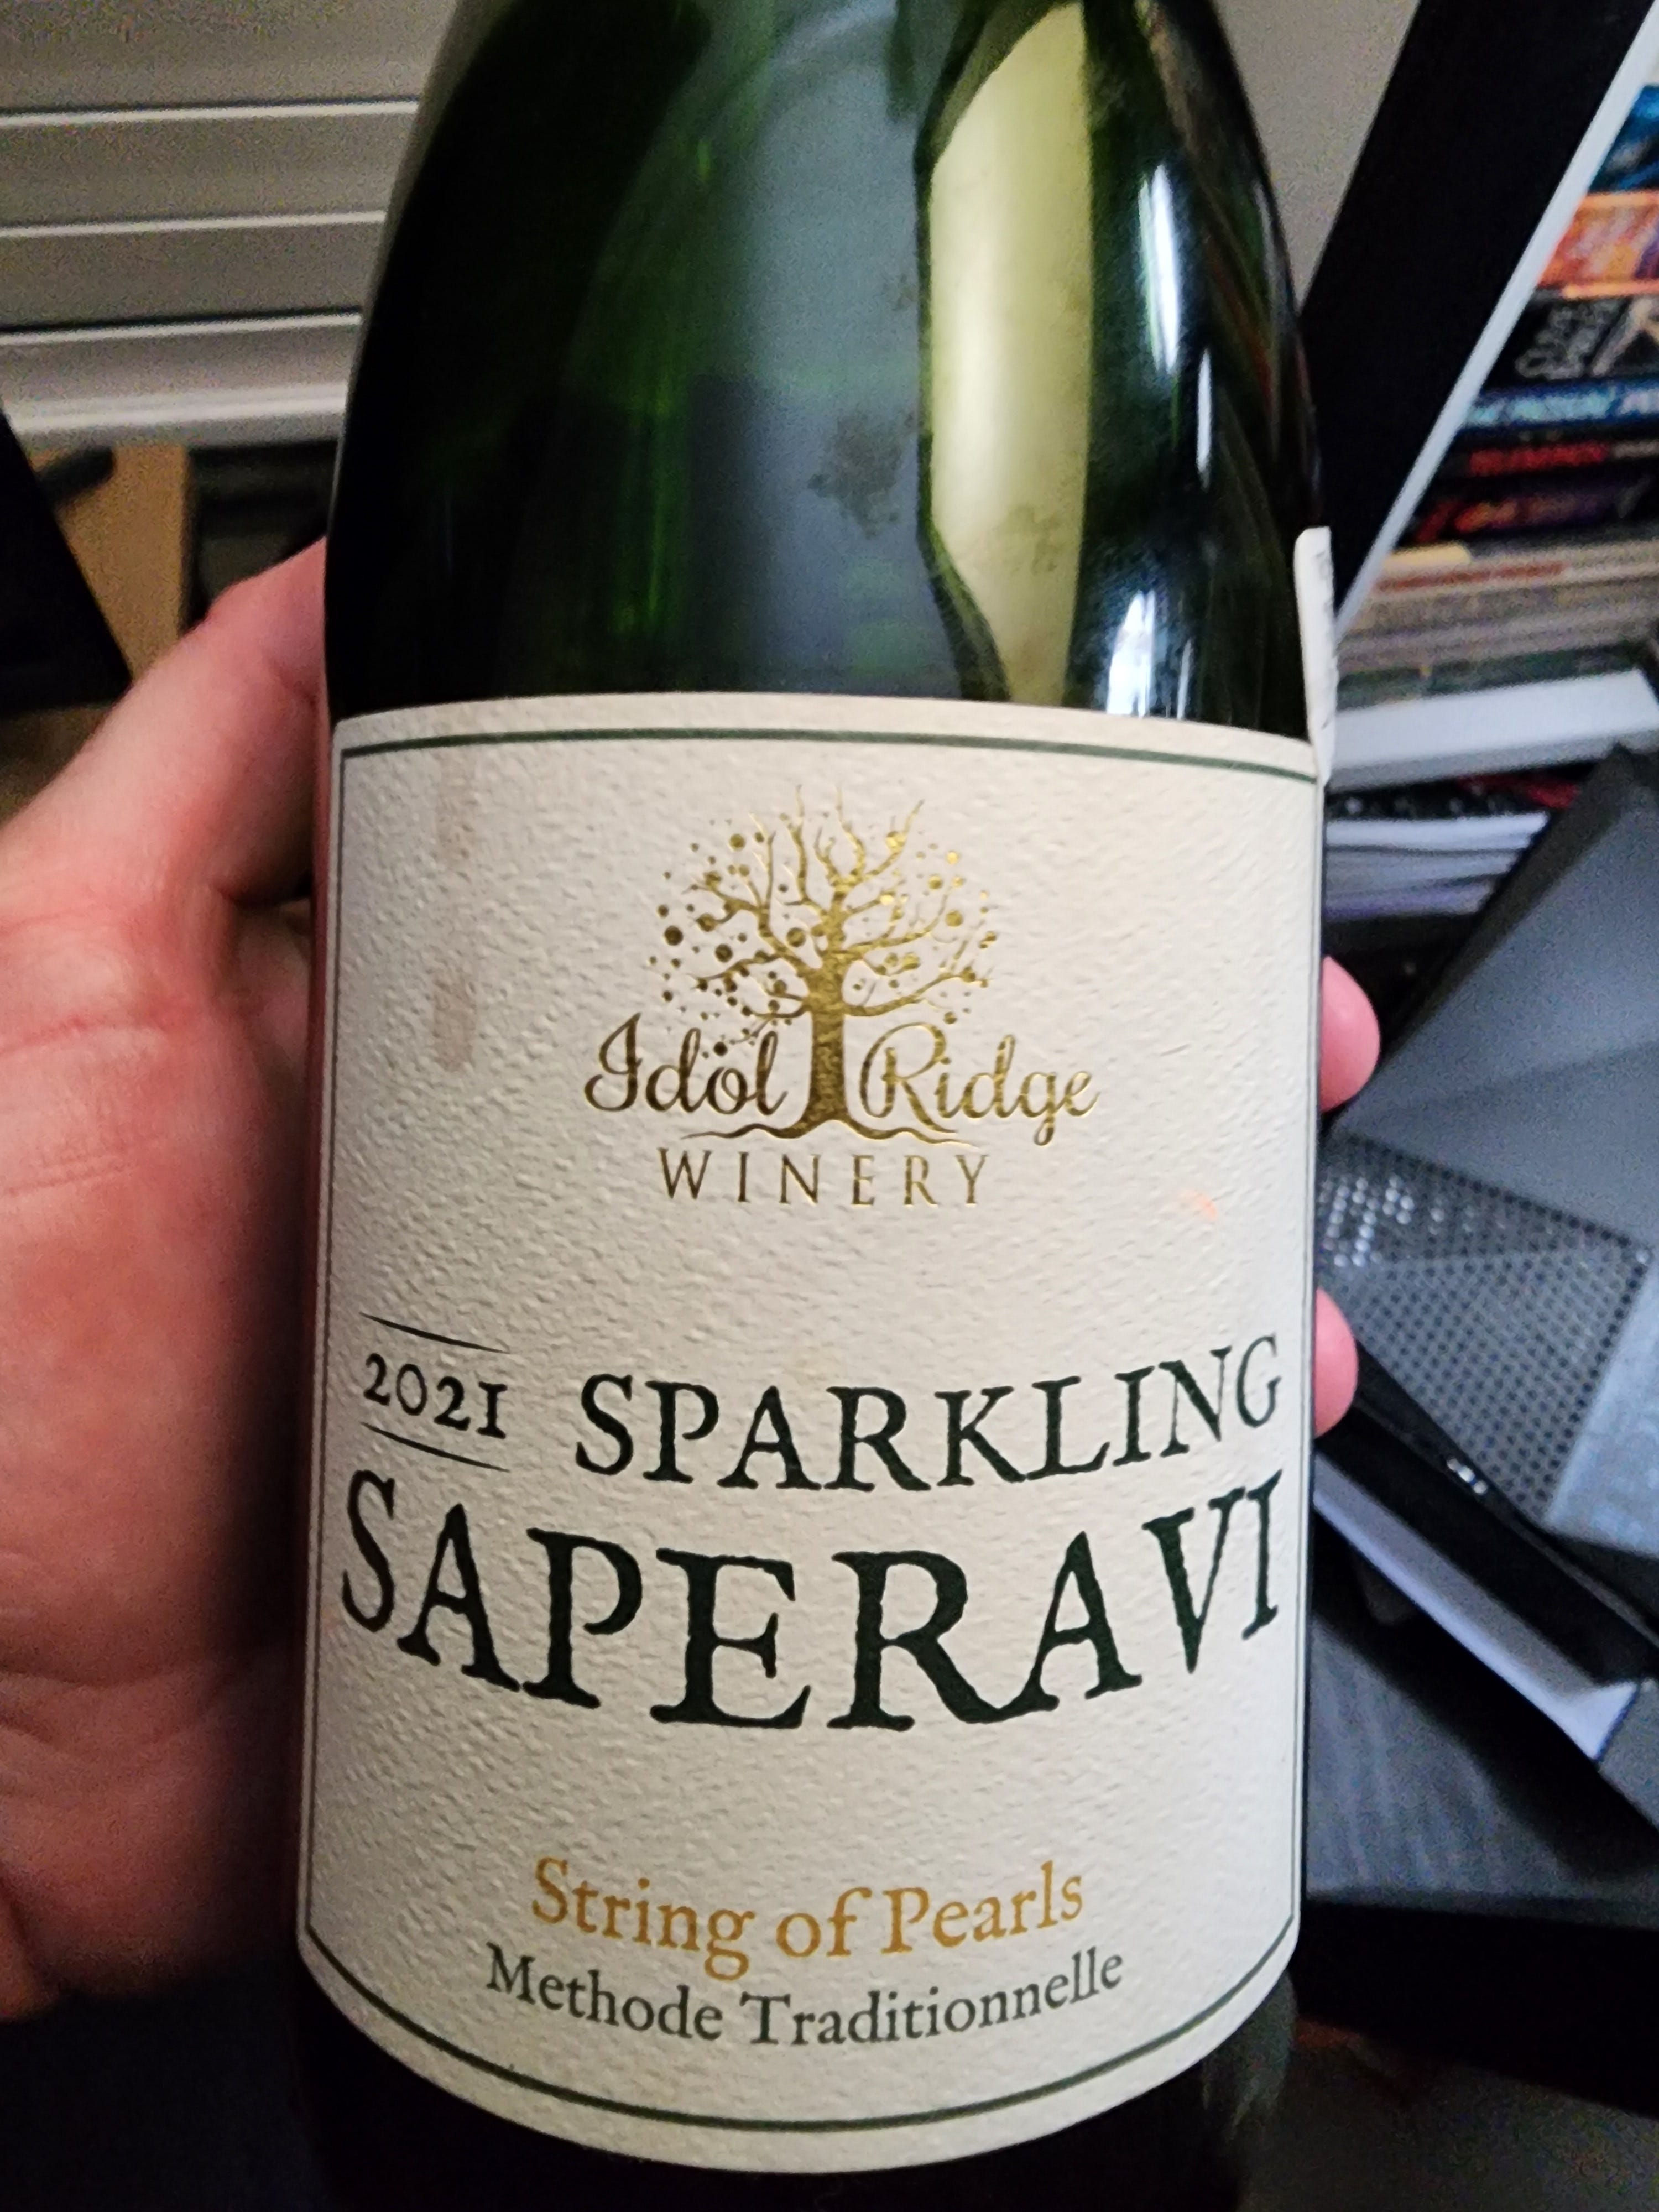 Idol Ridge
WINERY
2021 SPARKLING
SAPERAVI
String of Pearls
Methode Traditionnelle